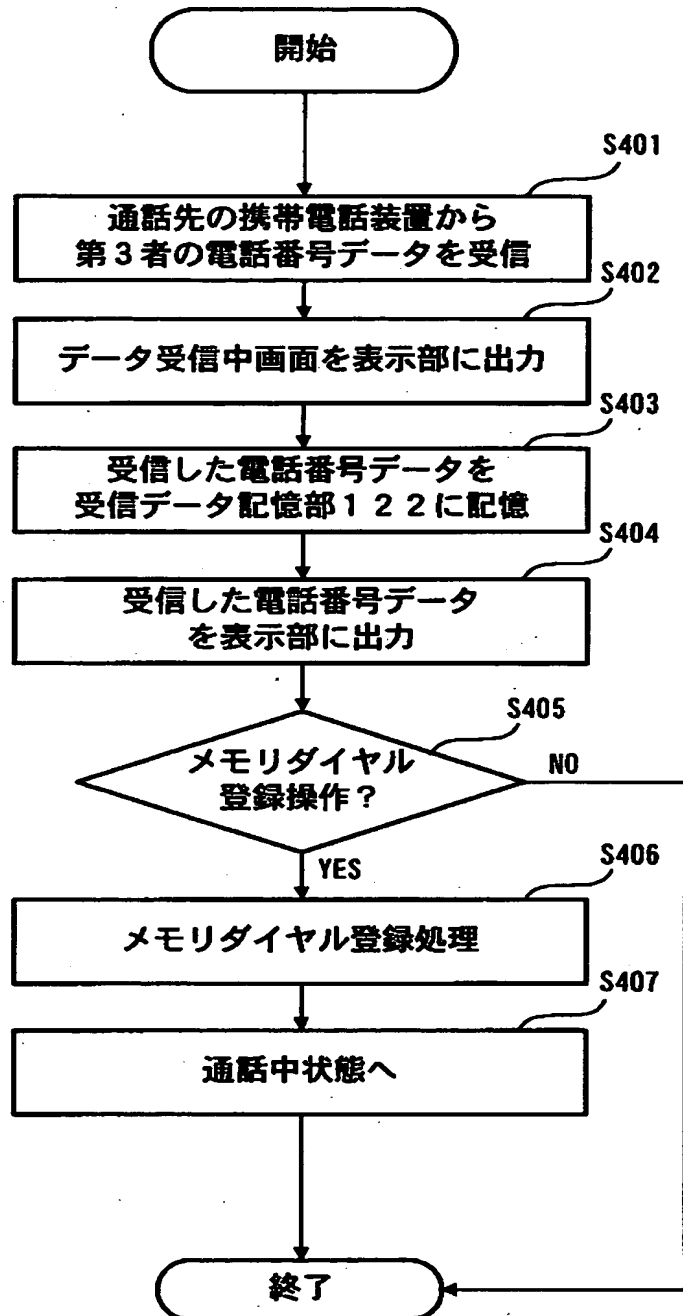 開始
S401
通話先の携帯電話装置から
第３者の電話番号データを受信
S402
データ受信中画面を表示部に出力
S403
受信した電話番号データを
受信データ記憶部１２２に記憶
S404
受信した電話番号データ
を表示部に出力
S405
メモリダイヤル
登録操作？
NO
YES
S406
メモリダイヤル登録処理
S407
通話中状態へ
終了